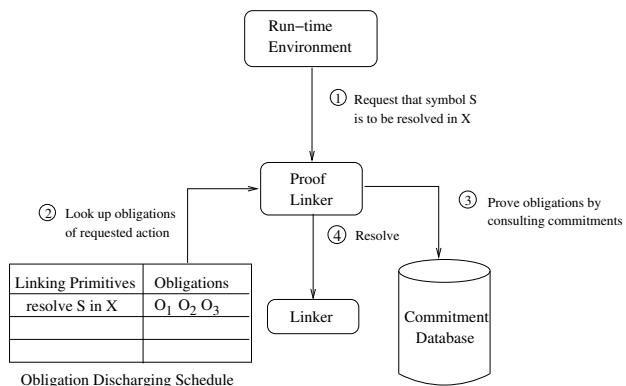 Run-time
Environment
1 Request that symbol S
is to be resolved in X
Proof
Linker
2 Look up obligations
of requested action
3 Prove obligations by
consulting commitments
4 Resolve
Linking Primitives Obligations
resolve S in X O1 O2 O3
Linker
Commitment
Database
Obligation Discharging Schedule